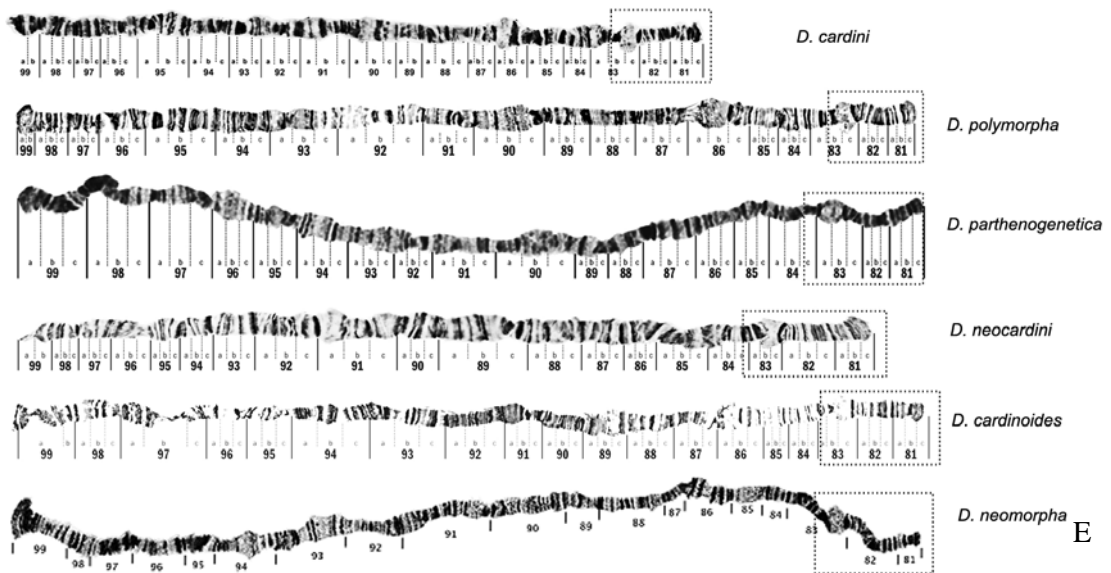 D. cardini
a b a b c a b c a b c a b c a b c a b c a b c a b c a b c a b c a b c a b c a b c a b c a b c a b c a b c a b c
99 98 97 96 95 94 93 92 91 90 89 88 87 86 85 84 83 82 81
D. polymorpha
a b a b c a b c a b c a b c a b c a b c a b c a b c a b c a b c a b c a b c a b c a b c a b c a b c a b c a b c
99 98 97 96 95 94 93 92 91 90 89 88 87 86 85 84 83 82 81
D. parthenogetica
a b c a b c a b c a b c a b c a b c a b c a b c a b c a b c a b c a b c a b c a b c a b c a b c a b c a b c a b c
99 98 97 96 95 94 93 92 91 90 89 88 87 86 85 84 83 82 81
D. neocardini
a b a b c a b c a b c a b c a b c a b c a b c a b c a b c a b c a b c a b c a b c a b c a b c a b c a b c a b c
99 98 97 96 95 94 93 92 91 90 89 88 87 86 85 84 83 82 81
D. cardinoides
a b a b c a b c a b c a b c a b c a b c a b c a b c a b c a b c a b c a b c a b c a b c a b c a b c a b c
99 98 97 96 95 94 93 92 91 90 89 88 87 86 85 84 83 82 81
D. neomorpha
99 98 97 96 95 94 93 92 91 90 89 88 87 86 85 84 83 82 81
E